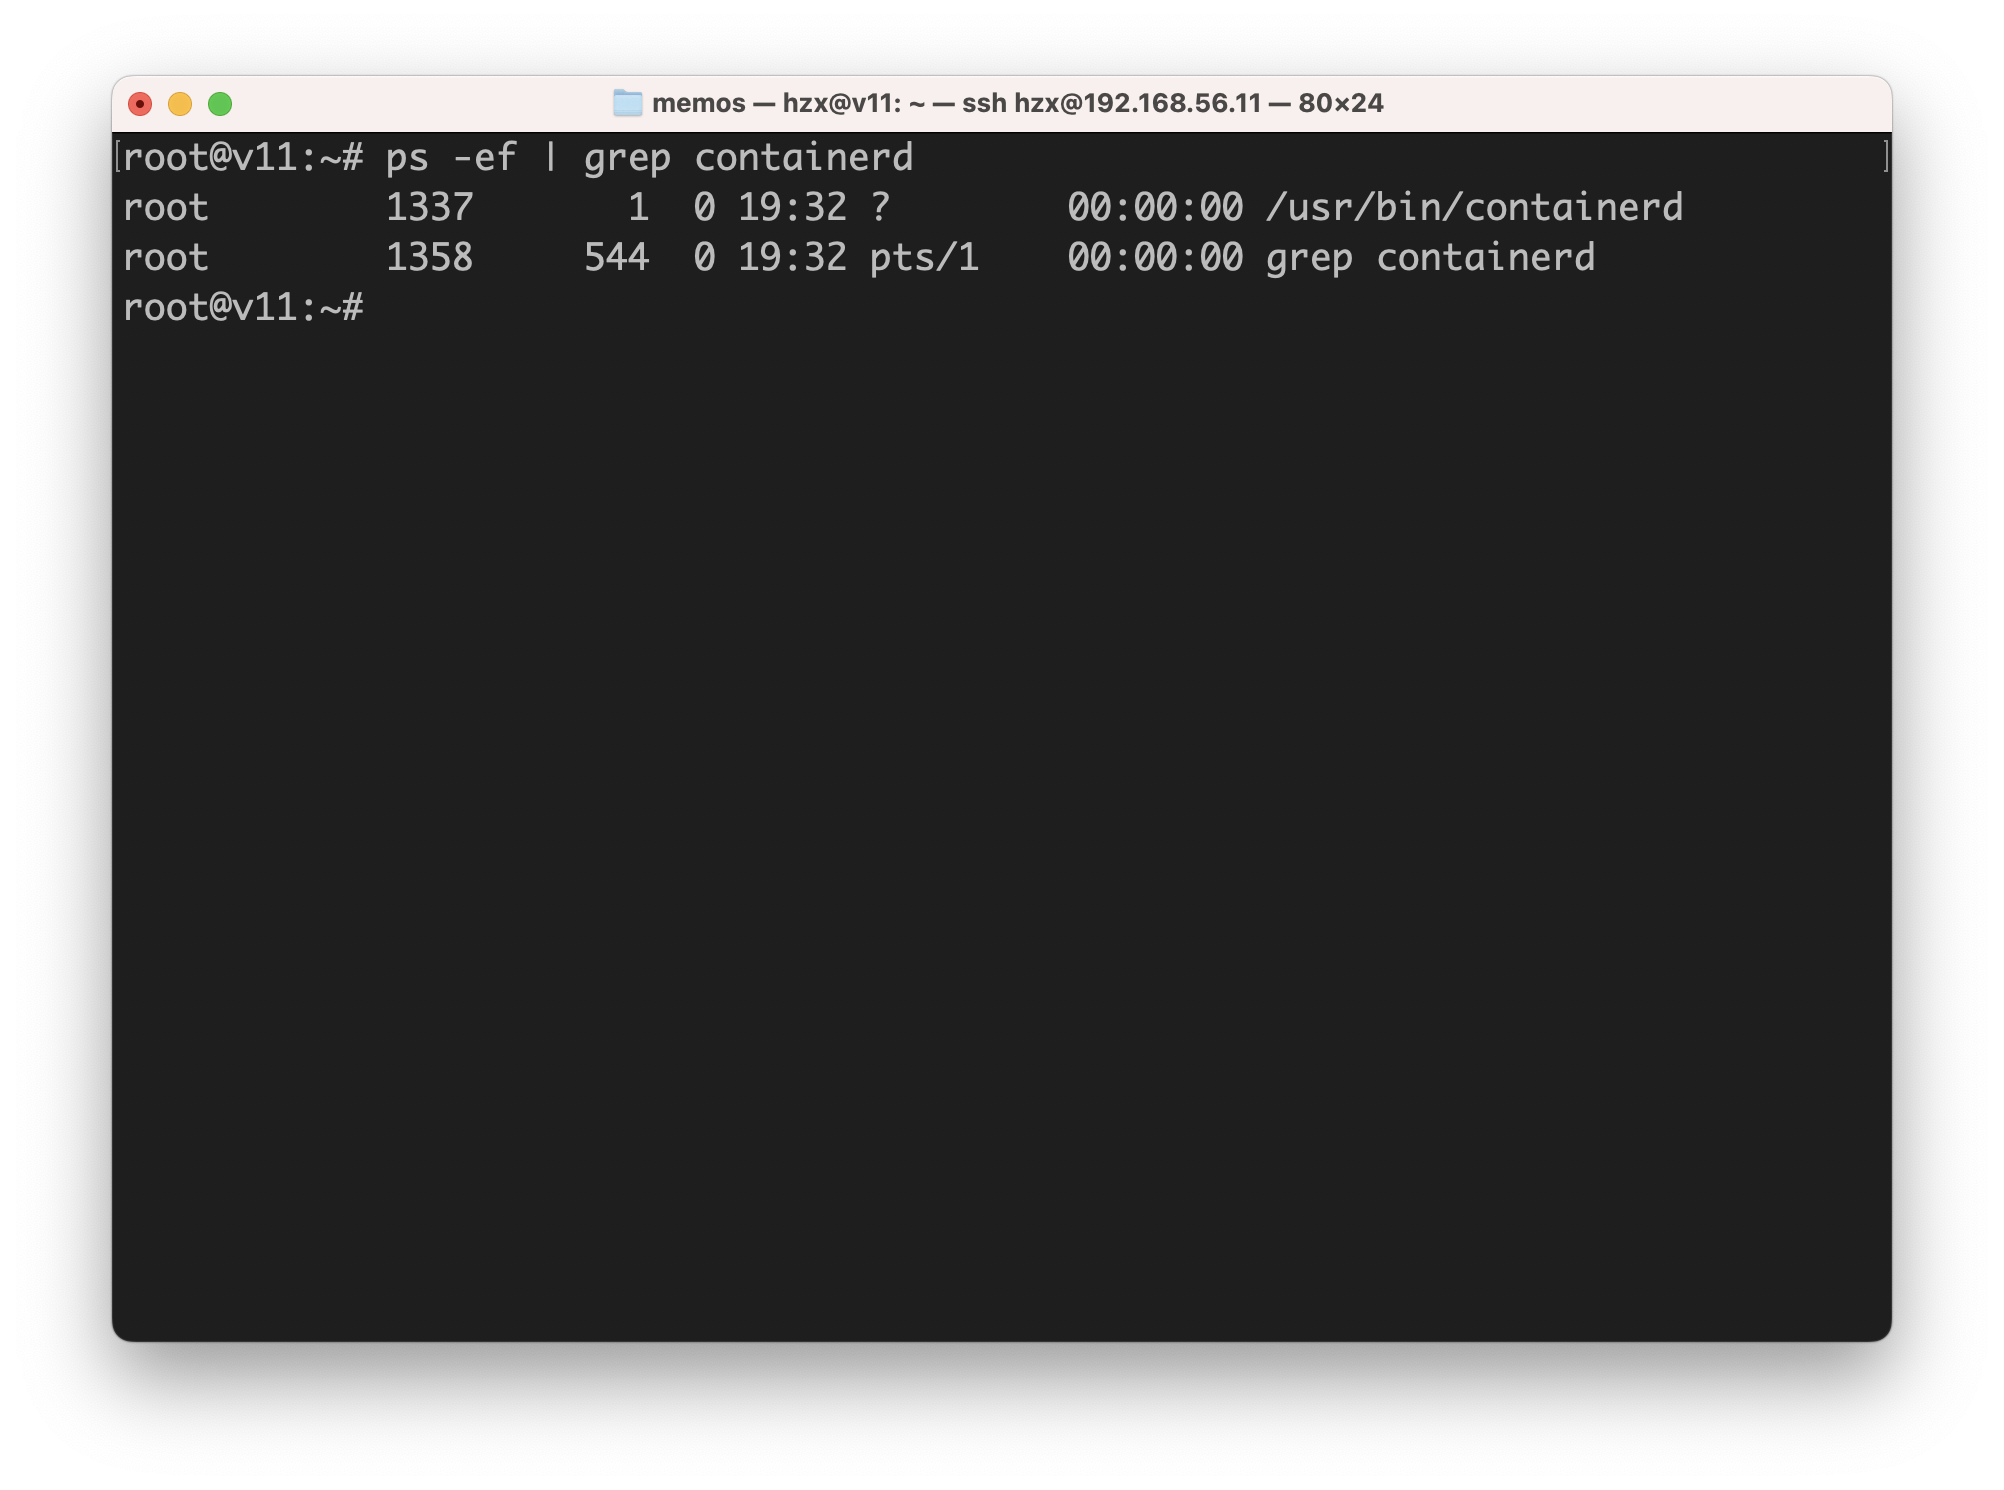 memos — hzx@v11: ~ — ssh hzx@192.168.56.11 — 80×24
[root@v11:~# ps -ef | grep containerd ]
root        1337       1  0 19:32 ?        00:00:00 /usr/bin/containerd
root        1358     544  0 19:32 pts/1    00:00:00 grep containerd
root@v11:~#